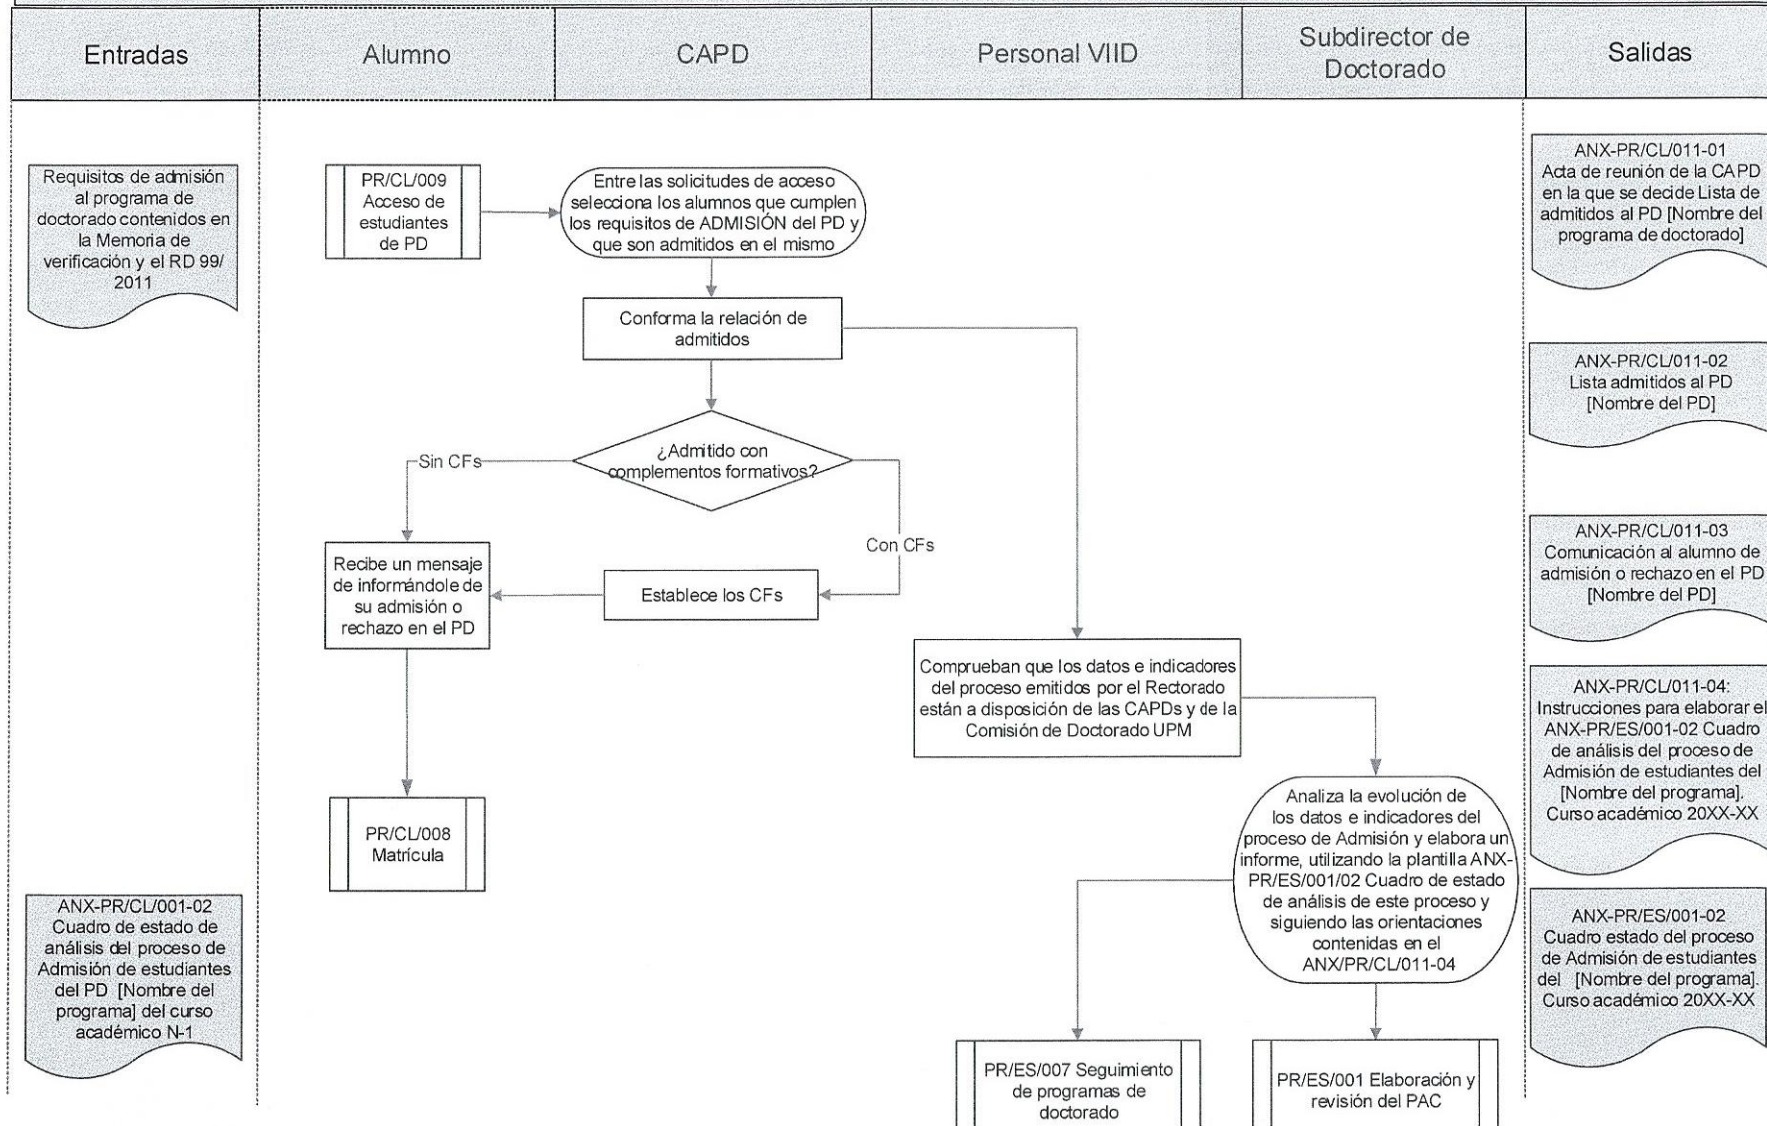 Entradas
Alumno
CAPD
Personal VIID
Subdirector de
Doctorado
Salidas
Requisitos de admisión
al programa de
doctorado contenidos en
la Memoria de
verificación y el RD 99/
2011
PR/CL/009
Acceso de
estudiantes
de PD
Entre las solicitudes de acceso
selecciona los alumnos que cumplen
los requisitos de ADMISIÓN del PD y
que son admitidos en el mismo
ANX-PR/CL/011-01
Acta de reunión de la CAPD
en la que se decide Lista de
admitidos al PD [Nombre del
programa de doctorado]
Conforma la relación de
admitidos
ANX-PR/CL/011-02
Lista admitidos al PD
[Nombre del PD]
¿Admitido con
complementos formativos?
Sin CFs
Con CFs
Recibe un mensaje
de informándole de
su admisión o
rechazo en el PD
Establece los CFs
ANX-PR/CL/011-03
Comunicación al alumno de
admisión o rechazo en el PD
[Nombre del PD]
Comprueban que los datos e indicadores
del proceso emitidos por el Rectorado
están a disposición de las CAPDs y de la
Comisión de Doctorado UPM
ANX-PR/CL/011-04:
Instrucciones para elaborar el
ANX-PR/ES/001-02 Cuadro
de análisis del proceso de
Admisión de estudiantes del
[Nombre del programa].
Curso académico 20XX-XX
PR/CL/008
Matrícula
Analiza la evolución de
los datos e indicadores del
proceso de Admisión y elabora un
informe, utilizando la plantilla ANX-
PR/ES/001/02 Cuadro de estado
de análisis de este proceso y
siguiendo las orientaciones
contenidas en el
ANX/PR/CL/011-04
ANX-PR/CL/001-02
Cuadro de estado de
análisis del proceso de
Admisión de estudiantes
del PD [Nombre del
programa] del curso
académico N-1
ANX-PR/ES/001-02
Cuadro estado del proceso
de Admisión de estudiantes
del [Nombre del programa].
Curso académico 20XX-XX
PR/ES/007 Seguimiento
de programas de
doctorado
PR/ES/001 Elaboración y
revisión del PAC